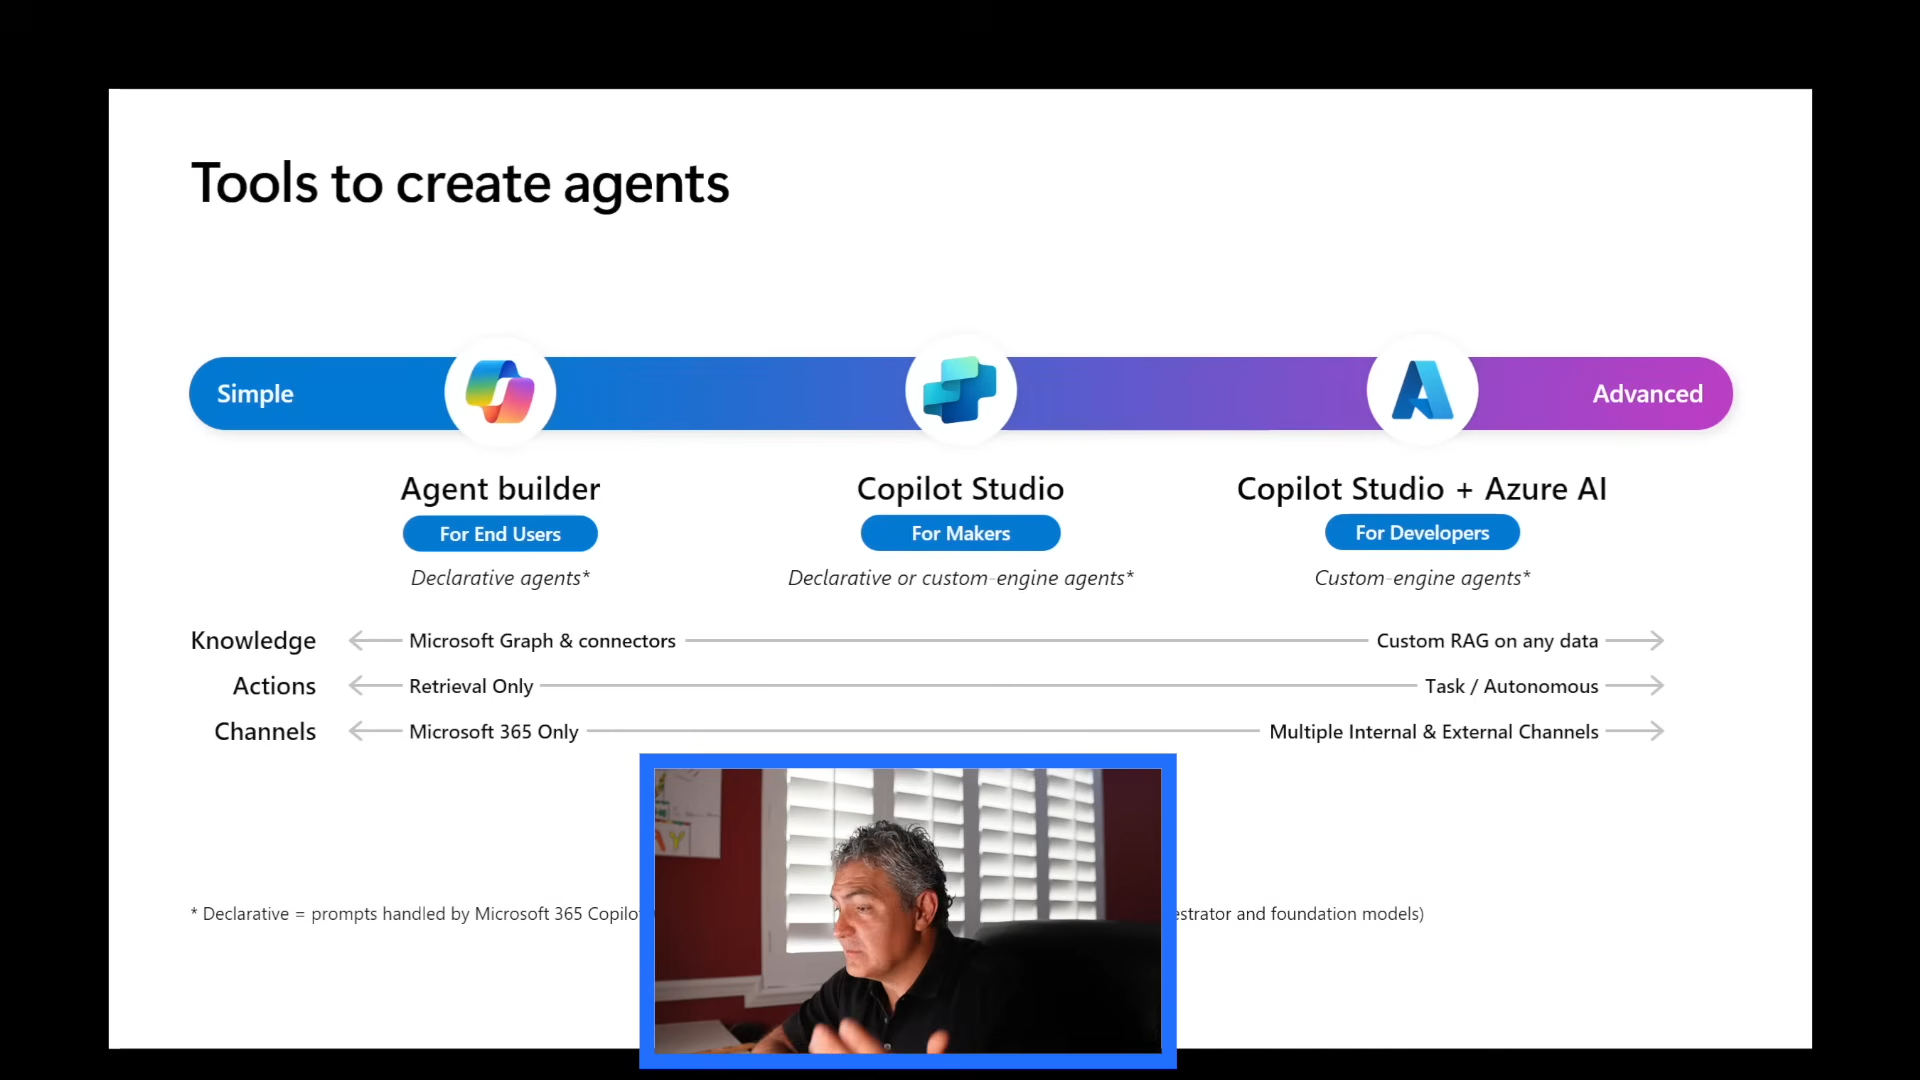 Tools to create agents
Simple
Advanced
Agent builder
Copilot Studio
Copilot Studio + Azure AI
For End Users
For Makers
For Developers
Declarative agents*
Declarative or custom-engine agents*
Custom-engine agents*
Knowledge Microsoft Graph & connectors Custom RAG on any data
Actions Retrieval Only Task / Autonomous
Channels Microsoft 365 Only Multiple Internal & External Channels
AY
* Declarative = prompts handled by Microsoft 365 and foundation models)